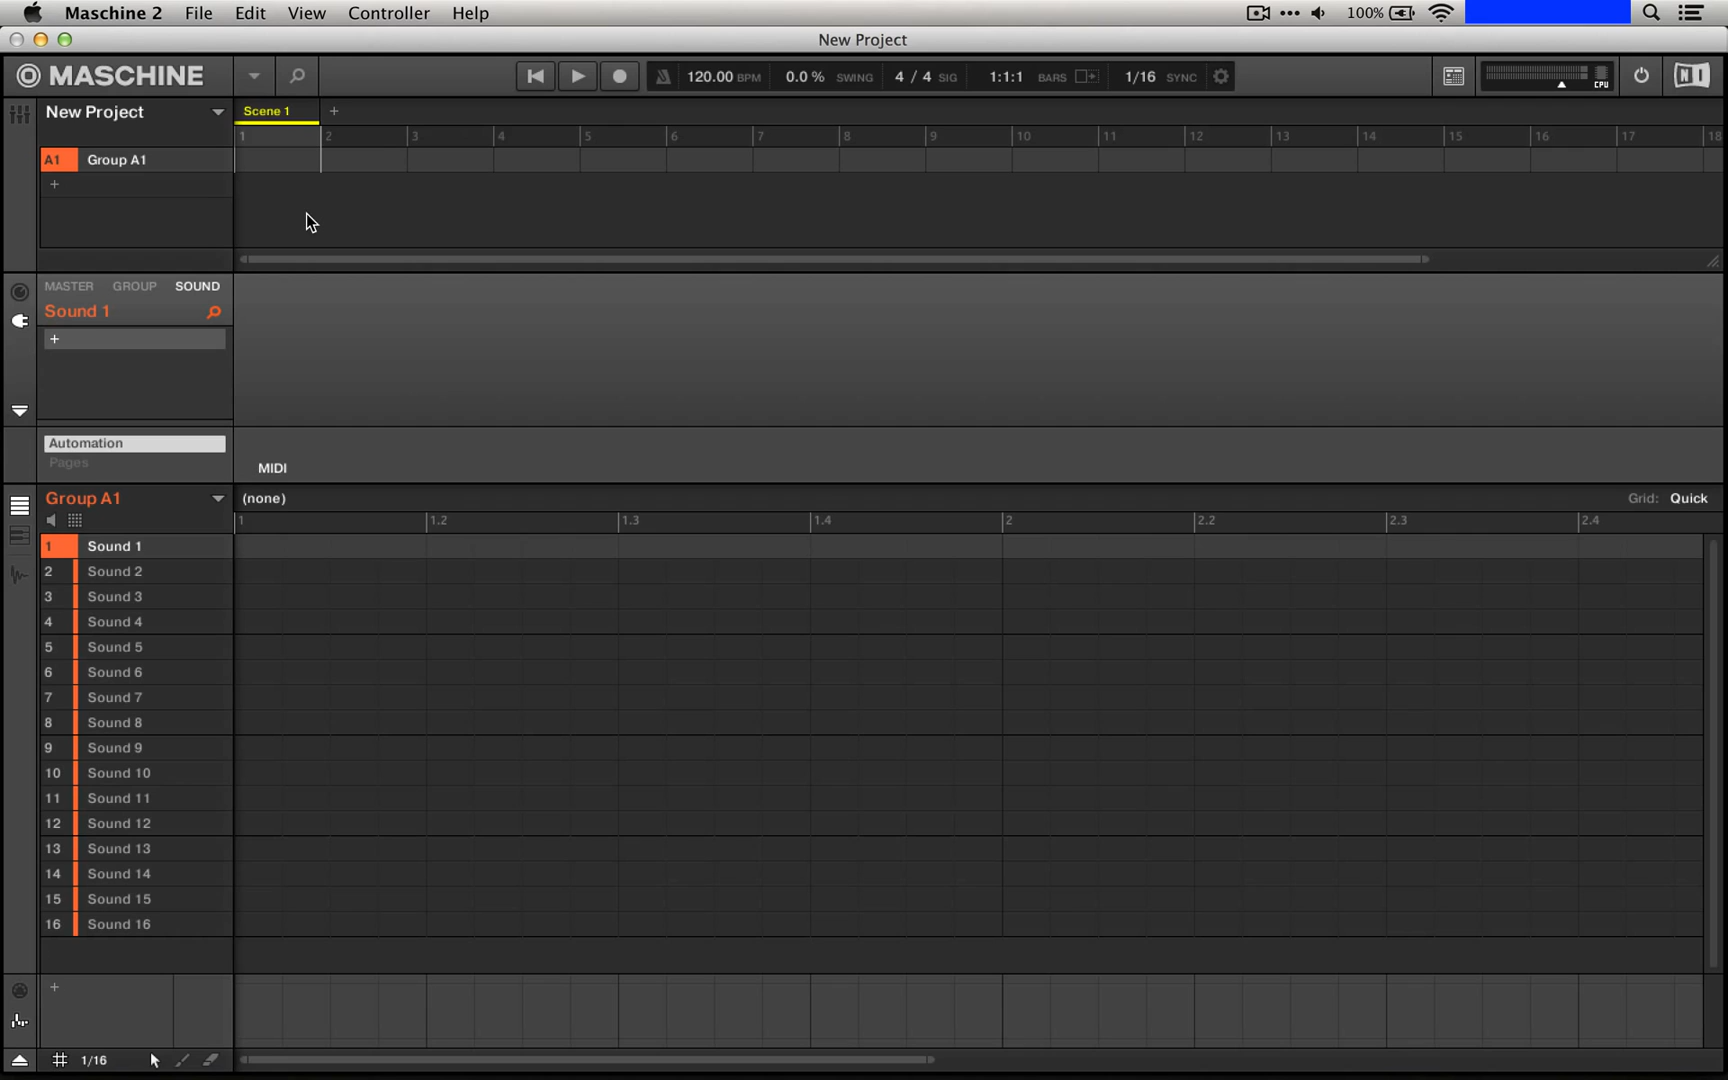 Maschine 2 File Edit View Controller Help 100%
New Project
MASCHINE 120.00 BPM 0.0 % SWING 4 / 4 SIG 1:1:1 BARS 1/16 SYNC CPU
New Project Scene 1 +
1 2 3 4 5 6 7 8 9 10 11 12 13 14 15 16 17 18
A1 Group A1
+
MASTER GROUP SOUND
Sound 1
+
Automation
Pages
MIDI
Group A1 (none) Grid: Quick
1 1.2 1.3 1.4 2 2.2 2.3 2.4
1 Sound 1
2 Sound 2
3 Sound 3
4 Sound 4
5 Sound 5
6 Sound 6
7 Sound 7
8 Sound 8
9 Sound 9
10 Sound 10
11 Sound 11
12 Sound 12
13 Sound 13
14 Sound 14
15 Sound 15
16 Sound 16
+
1/16